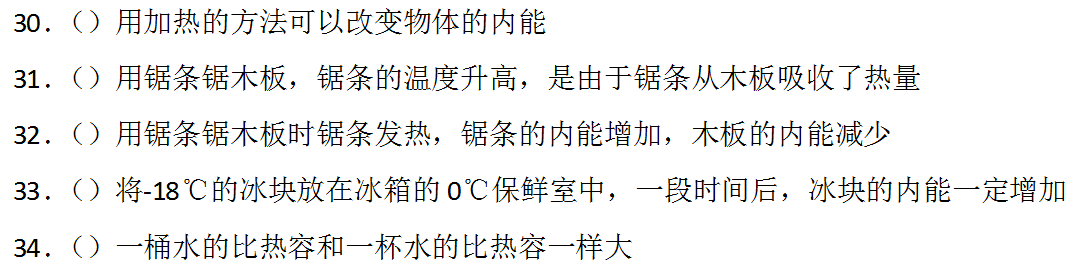 30.（）用加热的方法可以改变物体的内能
31.（）用锯条锯木板，锯条的温度升高，是由于锯条从木板吸收了热量
32.（）用锯条锯木板时锯条发热，锯条的内能增加，木板的内能减少
33.（）将-18℃的冰块放在冰箱的 0℃保鲜室中，一段时间后，冰块的内能一定增加
34.（）一桶水的比热容和一杯水的比热容一样大